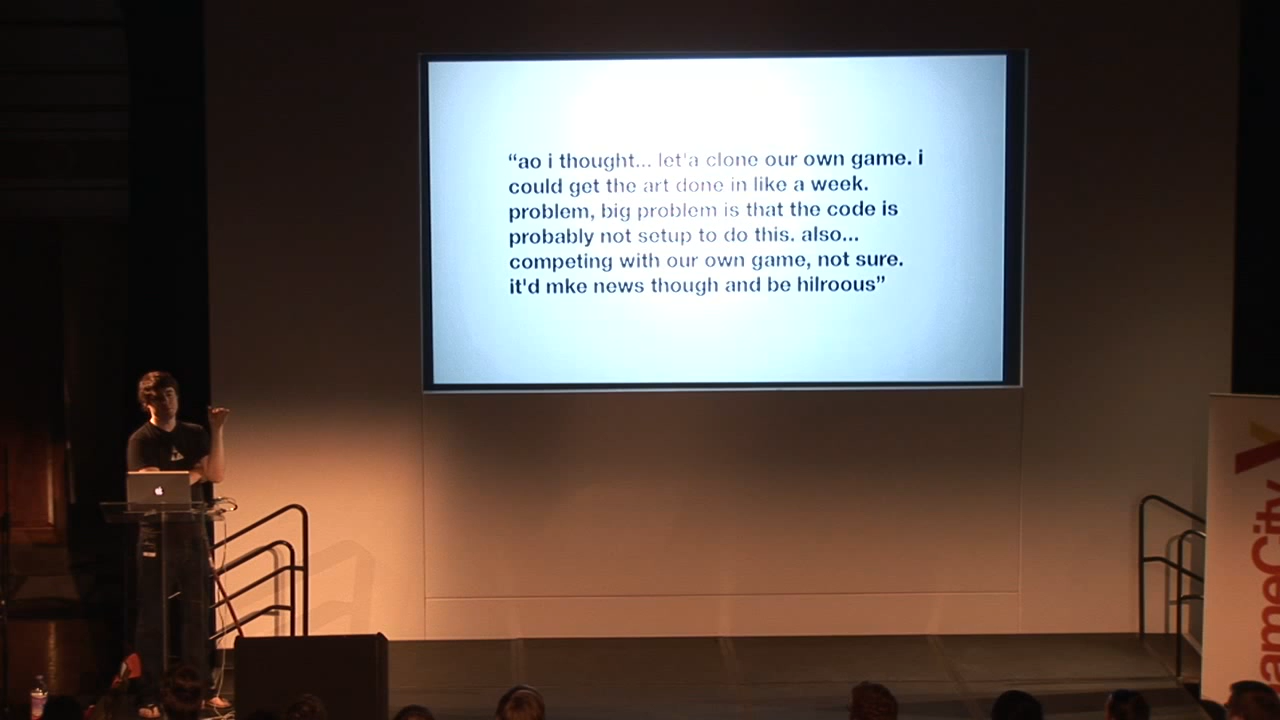 “ao i thought... let'a clone our own game. i
could get the art done in like a week.
problem, big problem is that the code is
probably not setup to do this. also...
competing with our own game, not sure.
it'd mke news though and be hilroous”
ameCity